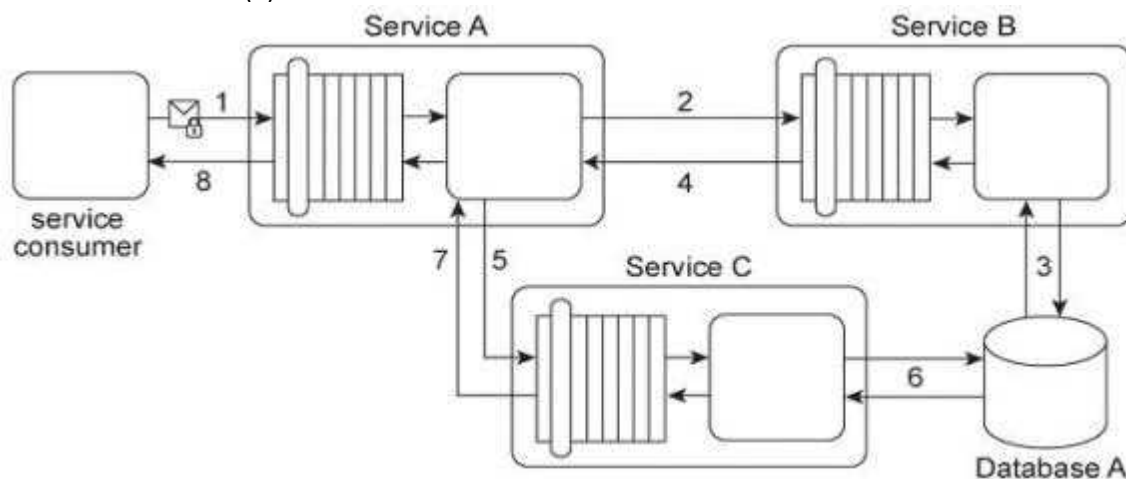 (s)
Service A
Service B
1
2
8
4
service
consumer
7
5
Service C
3
6
Database A